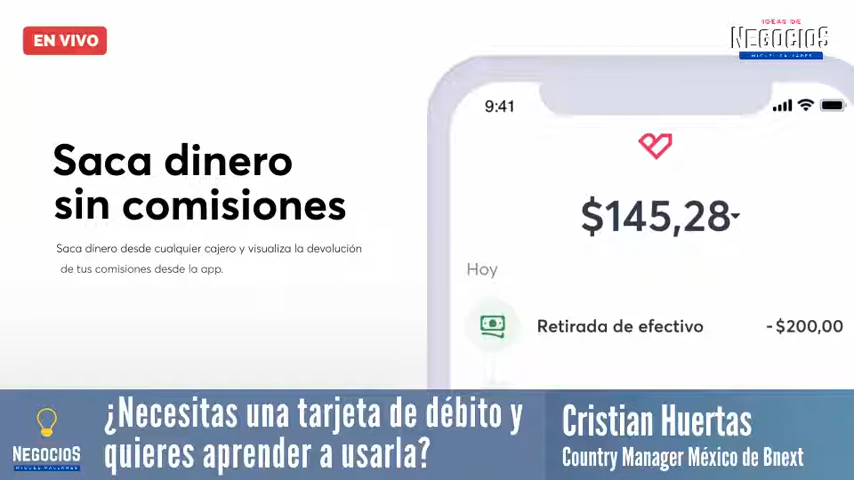 EN VIVO
IDEAS DE
NEGOCIOS
9:41
Saca dinero
sin comisiones
Saca dinero desde cualquier cajero y visualiza la devolución
de tus comisiones desde la app.
$145,28
Hoy
Retirada de efectivo
-$200,00
¿Necesitas una tarjeta de débito y
quieres aprender a usarla?
Cristian Huertas
Country Manager México de Bnext
NEGOCIOS